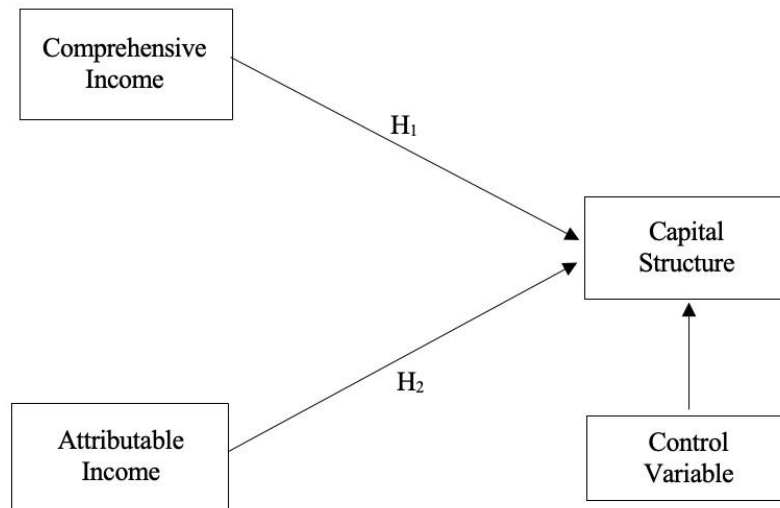 Comprehensive
Income
H₁
Capital
Structure
H₂
Attributable
Income
Control
Variable